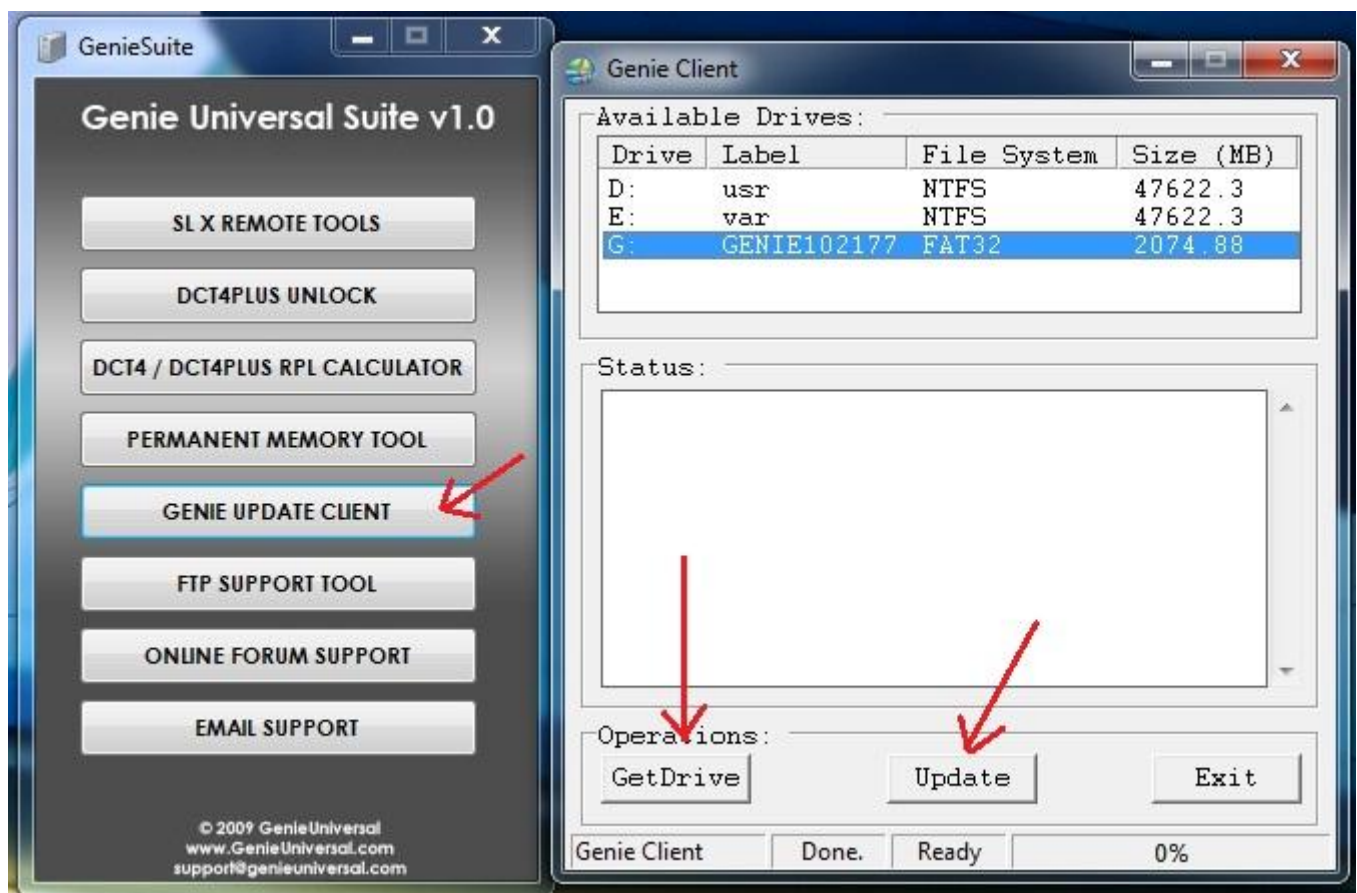 GenieSuite
Genie Universal Suite v1.0
SL X REMOTE TOOLS
DCT4PLUS UNLOCK
DCT4 / DCT4PLUS RPL CALCULATOR
PERMANENT MEMORY TOOL
GENIE UPDATE CLIENT
FTP SUPPORT TOOL
ONLINE FORUM SUPPORT
EMAIL SUPPORT
© 2009 GenieUniversal
www.GenieUniversal.com
support@genieuniversal.com
Genie Client
Available Drives:
Drive Label File System Size (MB)
D: usr NTFS 47622.3
E: var NTFS 47622.3
G: GENIE102177 FAT32 2074.88
Status:
Operations:
GetDrive Update Exit
Genie Client Done. Ready 0%